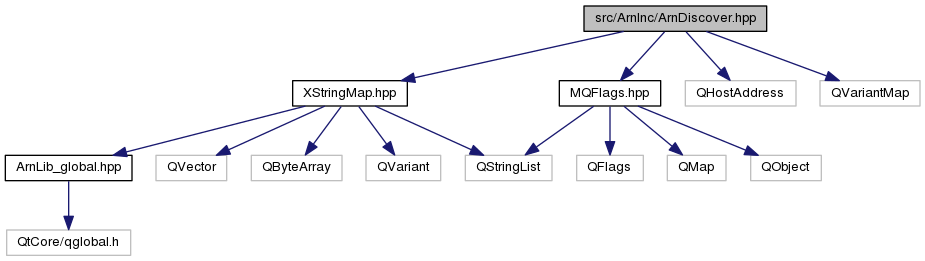 src/ArnInc/ArnDiscover.hpp
XStringMap.hpp
MQFlags.hpp
QHostAddress
QVariantMap
ArnLib_global.hpp
QVector
QByteArray
QVariant
QStringList
QFlags
QMap
QObject
QtCore/qglobal.h